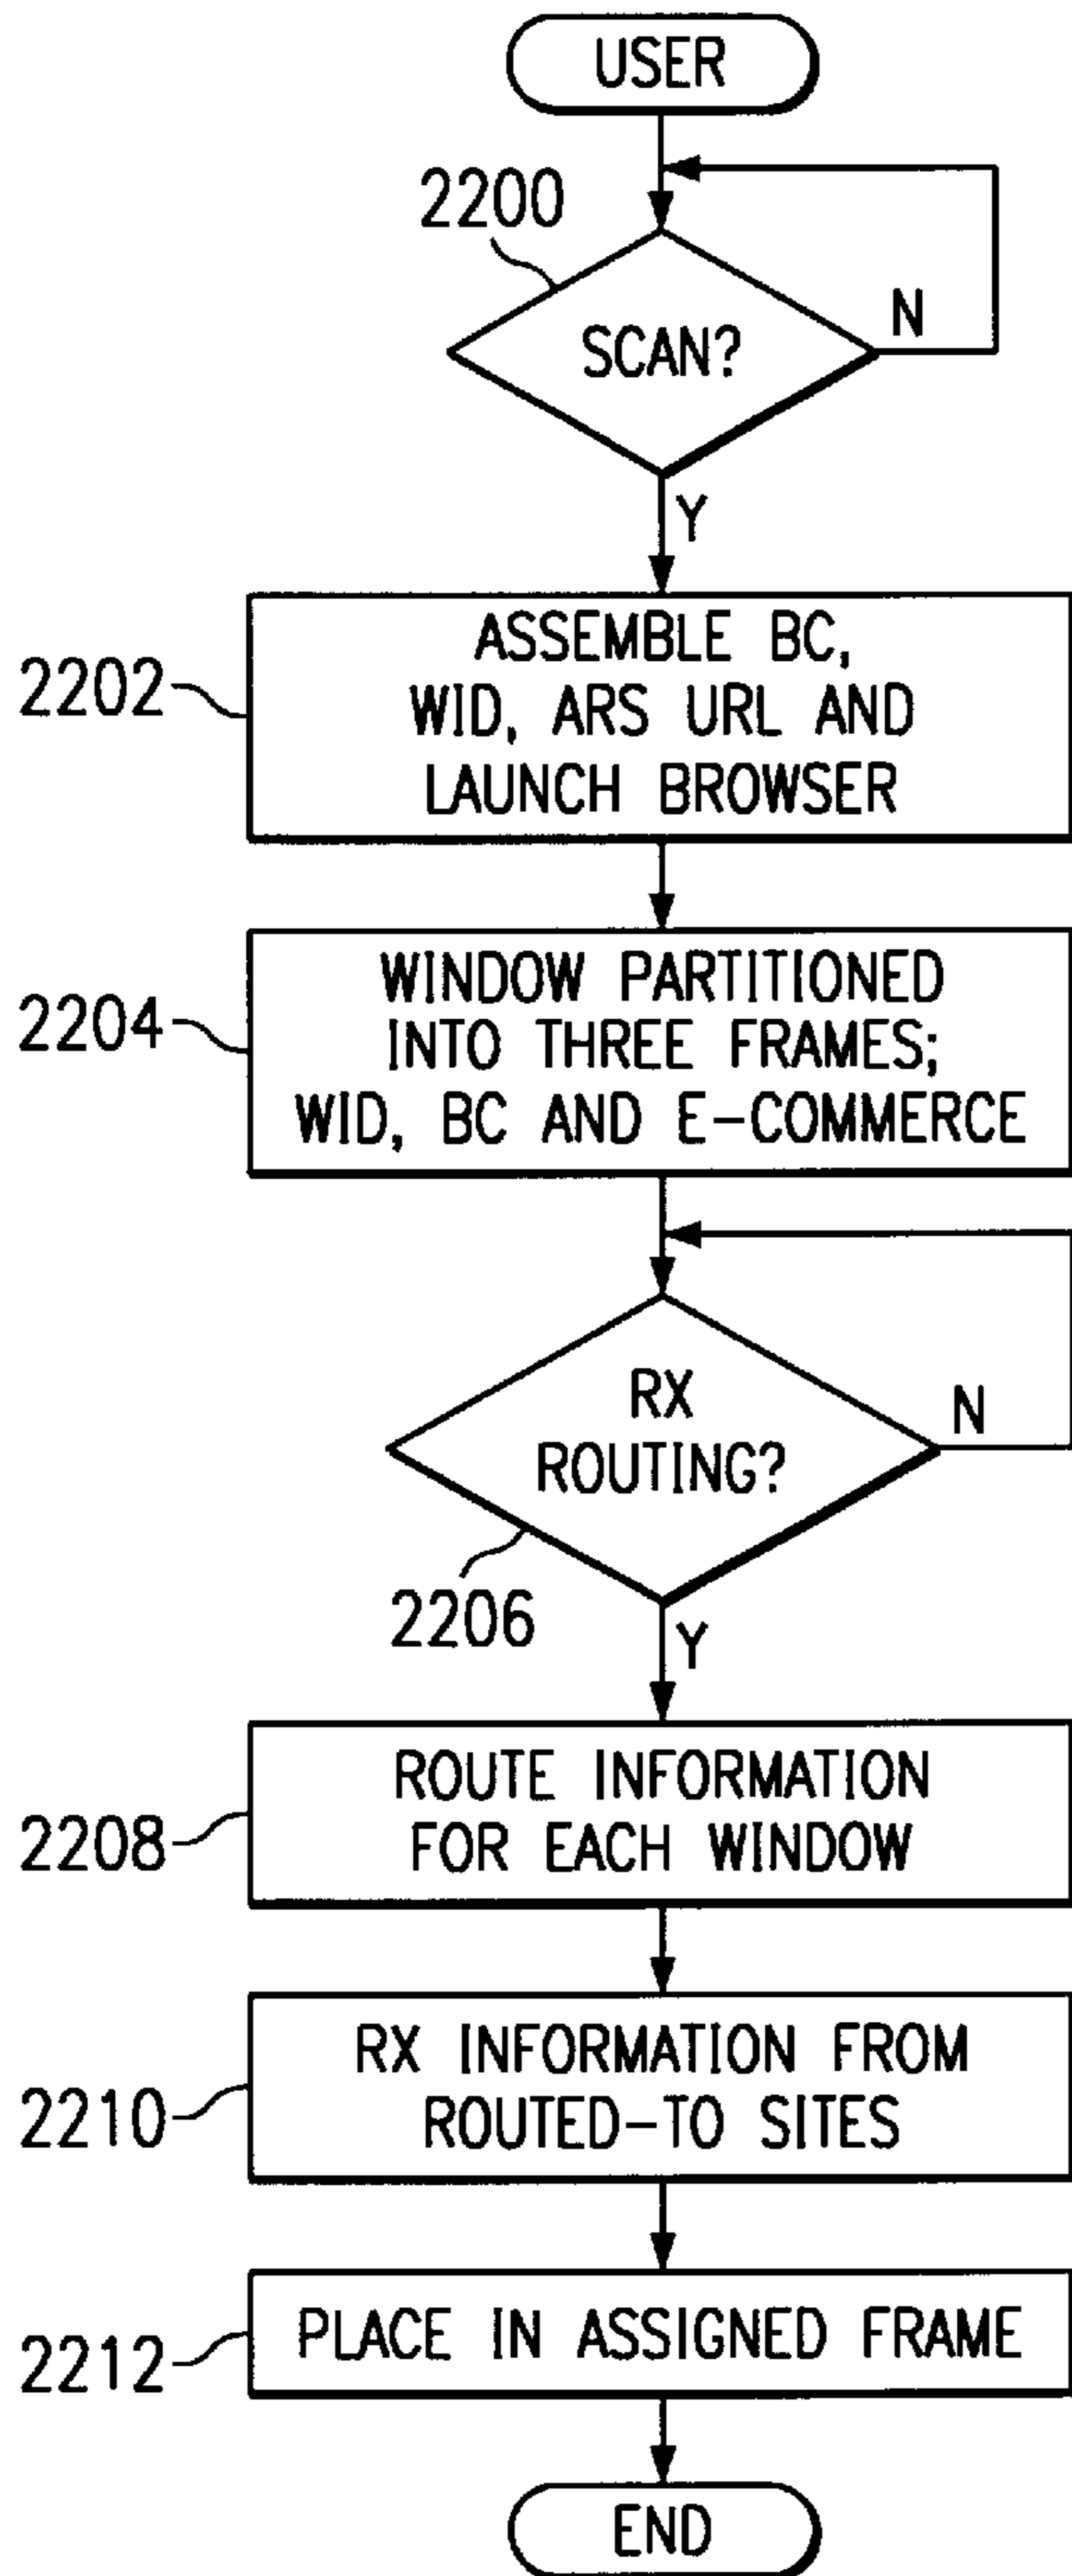 USER
2200
SCAN?
N
Y
2202
ASSEMBLE BC,
WID, ARS URL AND
LAUNCH BROWSER
2204
WINDOW PARTITIONED
INTO THREE FRAMES;
WID, BC AND E-COMMERCE
RX
ROUTING?
N
2206
Y
2208
ROUTE INFORMATION
FOR EACH WINDOW
2210
RX INFORMATION FROM
ROUTED-TO SITES
2212
PLACE IN ASSIGNED FRAME
END